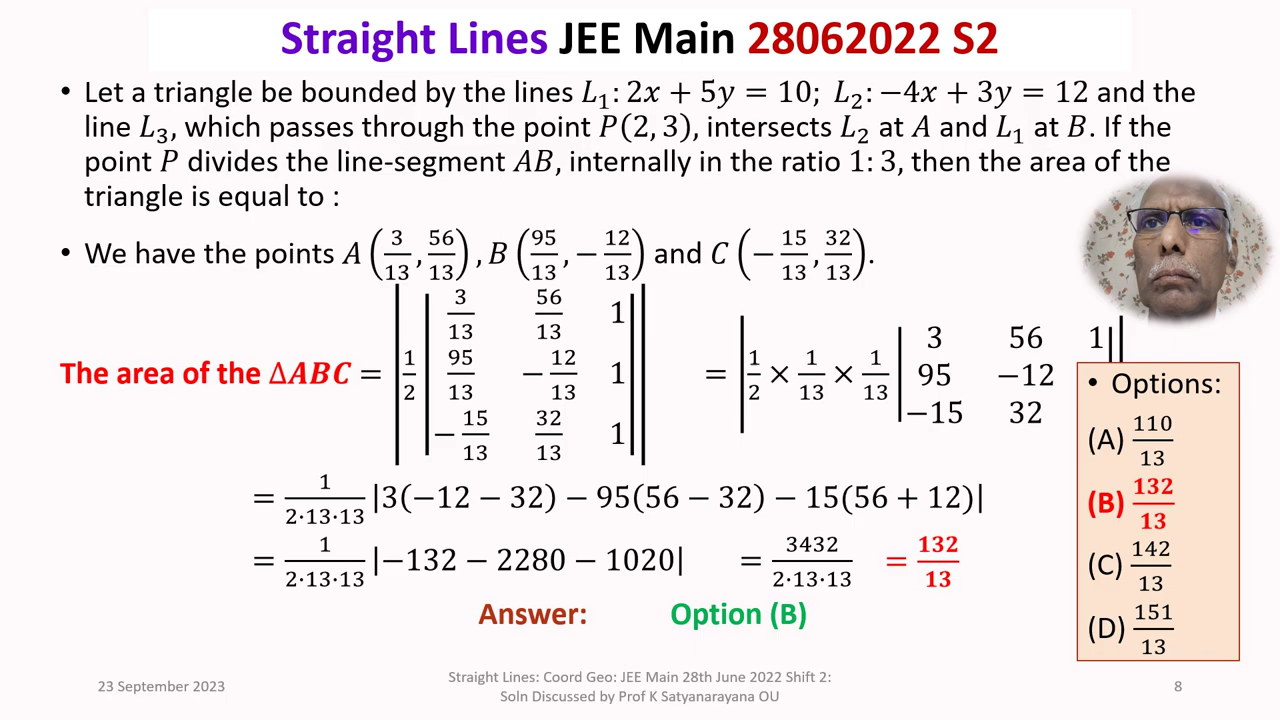 Straight Lines JEE Main 28062022 S2
• Let a triangle be bounded by the lines L₁: 2x + 5y = 10; L₂: −4x + 3y = 12 and the
line L₃, which passes through the point P(2, 3), intersects L₂ at A and L₁ at B. If the
point P divides the line-segment AB, internally in the ratio 1: 3, then the area of the
triangle is equal to :
• We have the points A (3/13, 56/13), B (95/13, −12/13) and C (−15/13, 32/13).
The area of the ΔABC = |1/2 |3/13 56/13 1; 95/13 −12/13 1; −15/13 32/13 1|| = |1/2 × 1/13 × 1/13 |3 56 1; 95 −12; −15 32||
= 1/(2·13·13) |3(−12 − 32) − 95(56 − 32) − 15(56 + 12)|
= 1/(2·13·13) |−132 − 2280 − 1020| = 3432/(2·13·13) = 132/13
Answer: Option (B)
• Options:
(A) 110/13
(B) 132/13
(C) 142/13
(D) 151/13
23 September 2023
Straight Lines: Coord Geo: JEE Main 28th June 2022 Shift 2:
Soln Discussed by Prof K Satyanarayana OU
8